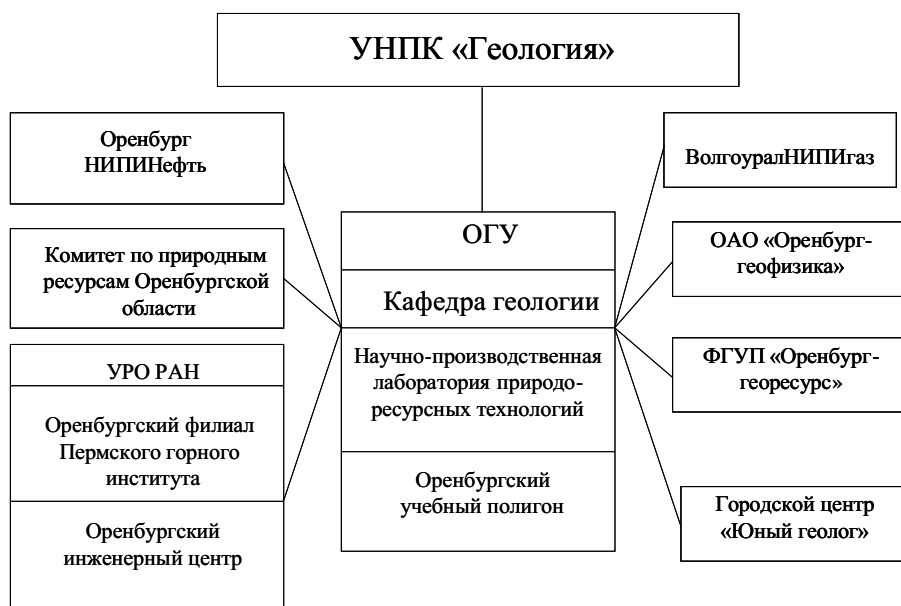 УНПК «Геология»
Оренбург
НИПИНефть
Комитет по природным
ресурсам Оренбургской
области
УРО РАН
Оренбургский филиал
Пермского горного
института
Оренбургский
инженерный центр
ОГУ
Кафедра геологии
Научно-производственная
лаборатория природо-
ресурсных технологий
Оренбургский
учебный полигон
ВолгоуралНИПИгаз
ОАО «Оренбург-
геофизика»
ФГУП «Оренбург-
георесурс»
Городской центр
«Юный геолог»